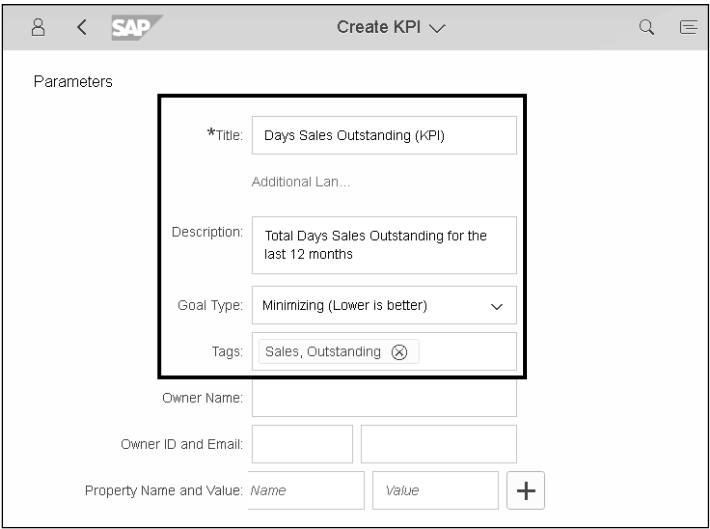 SAP
Create KPI
Parameters
*Title: Days Sales Outstanding (KPI)
Additional Lan...
Description: Total Days Sales Outstanding for the
last 12 months
Goal Type: Minimizing (Lower is better)
Tags: Sales, Outstanding
Owner Name:
Owner ID and Email:
Property Name and Value: Name Value